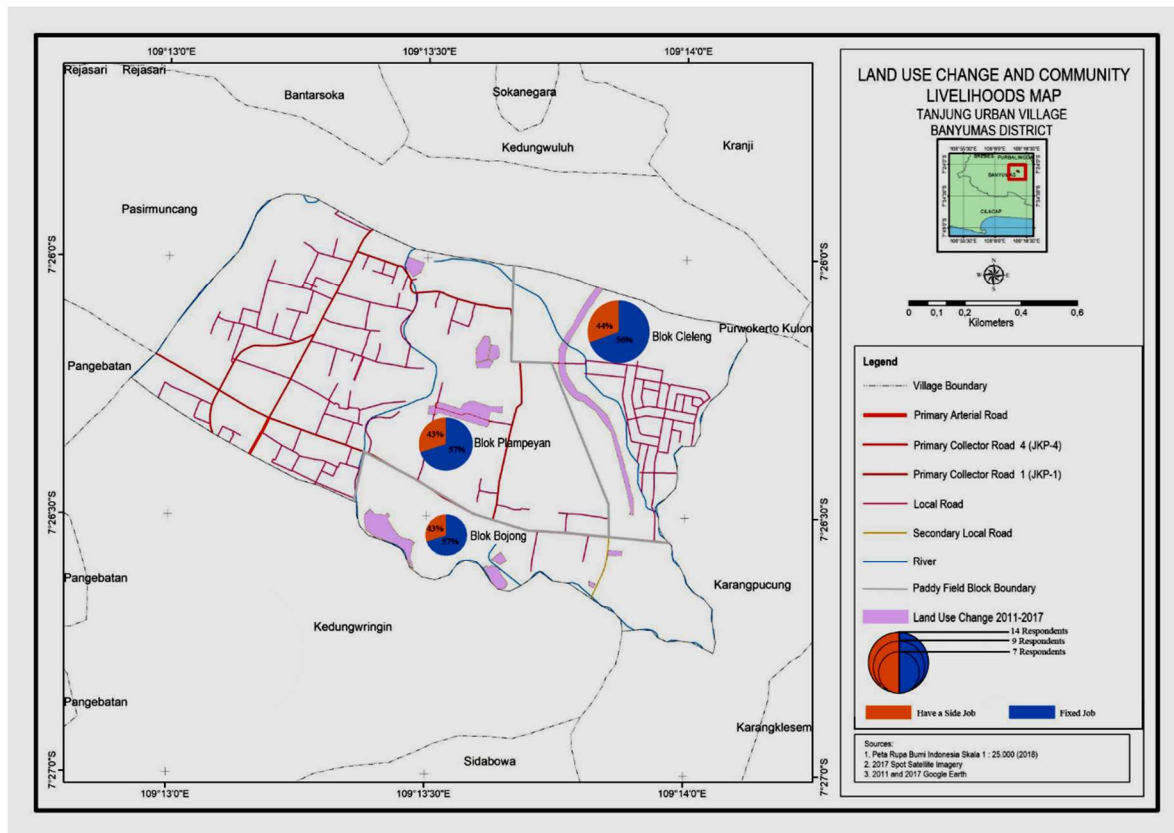 109°13'0"E 109°13'30"E 109°14'0"E
Rejasari Rejasari
Bantarsoka
Sokanegara
Kedungwuluh
Kranji
Pasirmuncang
7°26'0"S
7°26'0"S
44%
56%
Blok Cleleng
Purwokerto Kulon
Pangebatan
43%
57%
Blok Plampeyan
7°26'30"S
7°26'30"S
43%
57%
Blok Bojong
Pangebatan
Karangpucung
Kedungwringin
Pangebatan
Karangklesem
Sidabowa
7°27'0"S
7°27'0"S
109°13'0"E 109°13'30"E 109°14'0"E
LAND USE CHANGE AND COMMUNITY
LIVELIHOODS MAP
TANJUNG URBAN VILLAGE
BANYUMAS DISTRICT
BANYUMAS
CILACAP
N
W E
S
0 0,1 0,2 0,4 0,6
Kilometers
Legend
Village Boundary
Primary Arterial Road
Primary Collector Road 4 (JKP-4)
Primary Collector Road 1 (JKP-1)
Local Road
Secondary Local Road
River
Paddy Field Block Boundary
Land Use Change 2011-2017
14 Respondents
9 Respondents
7 Respondents
Have a Side Job Fixed Job
Sources:
1. Peta Rupa Bumi Indonesia Skala 1 : 25.000 (2018)
2. 2017 Spot Satellite Imagery
3. 2011 and 2017 Google Earth